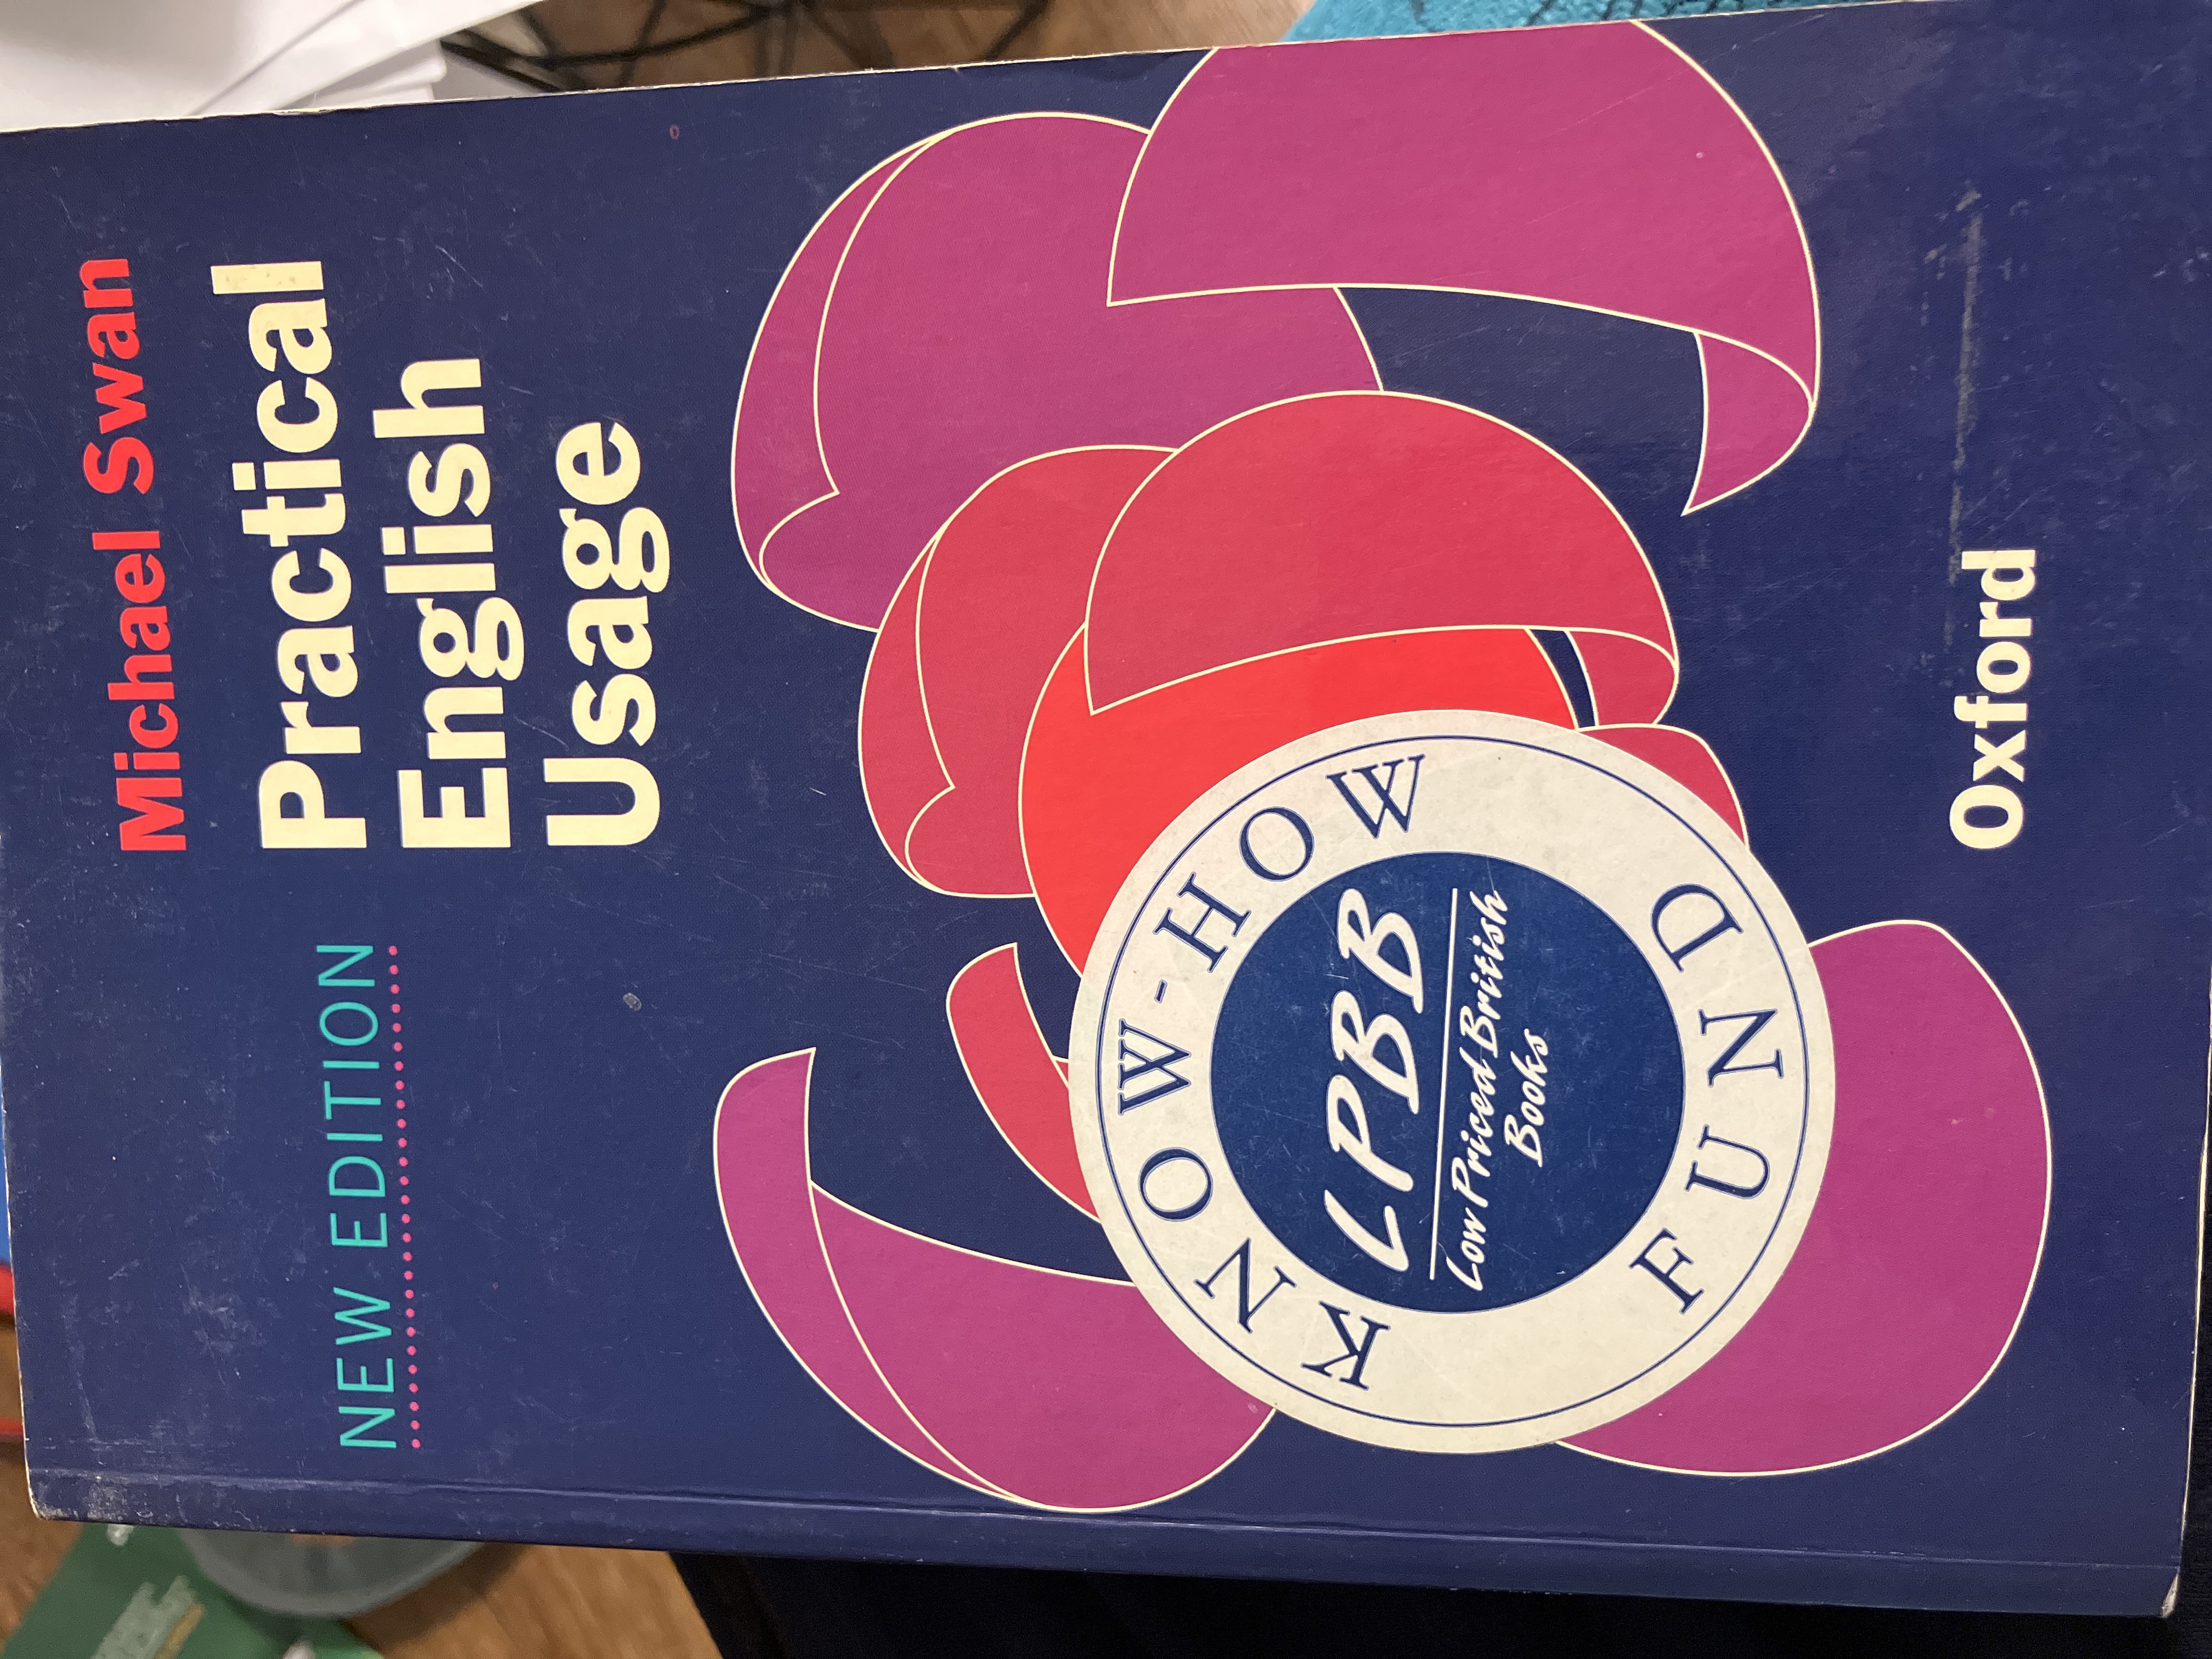 Michael Swan
Practical
English
Usage
NEW EDITION
KNOW-HOW
LPBB
Low Priced British
Books
FUND
Oxford